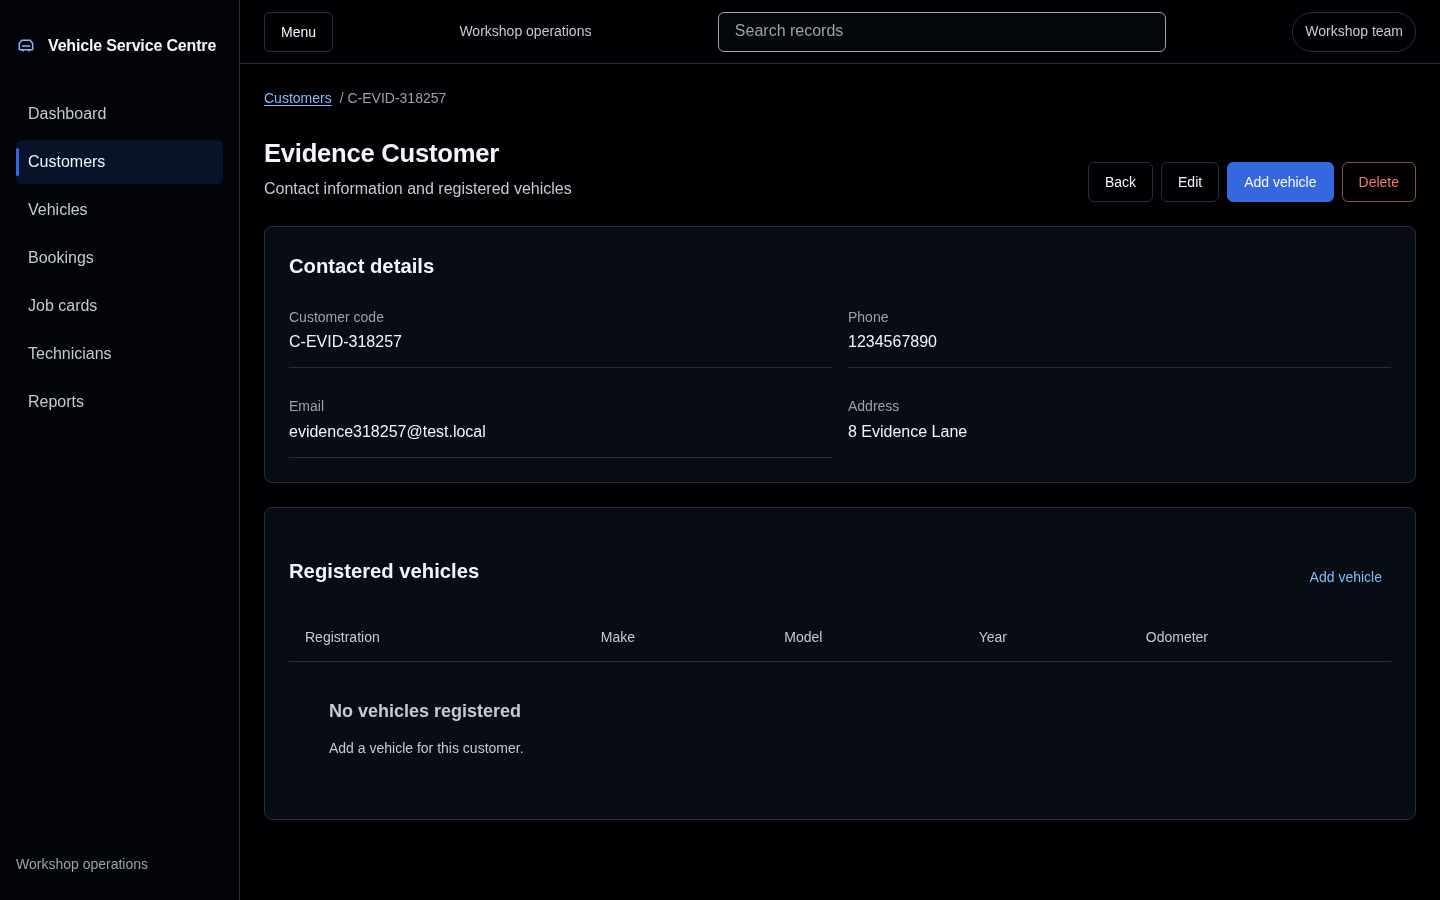 Vehicle Service Centre
Dashboard
Customers
Vehicles
Bookings
Job cards
Technicians
Reports
Workshop operations
Menu
Workshop operations
Search records
Workshop team
Customers / C-EVID-318257
Evidence Customer
Contact information and registered vehicles
Back
Edit
Add vehicle
Delete
Contact details
Customer code
C-EVID-318257
Phone
1234567890
Email
evidence318257@test.local
Address
8 Evidence Lane
Registered vehicles
Add vehicle
Registration Make Model Year Odometer
No vehicles registered
Add a vehicle for this customer.